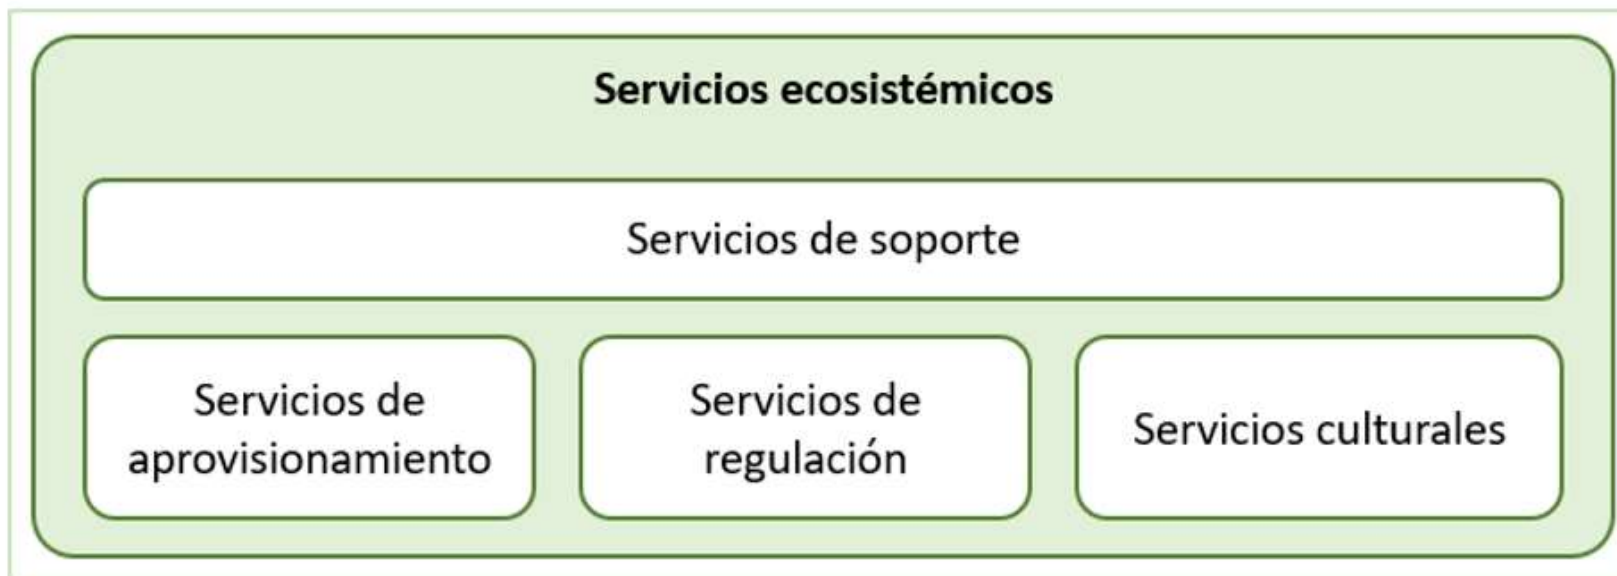 Servicios ecosistémicos
Servicios de soporte
Servicios de
aprovisionamiento
Servicios de
regulación
Servicios culturales